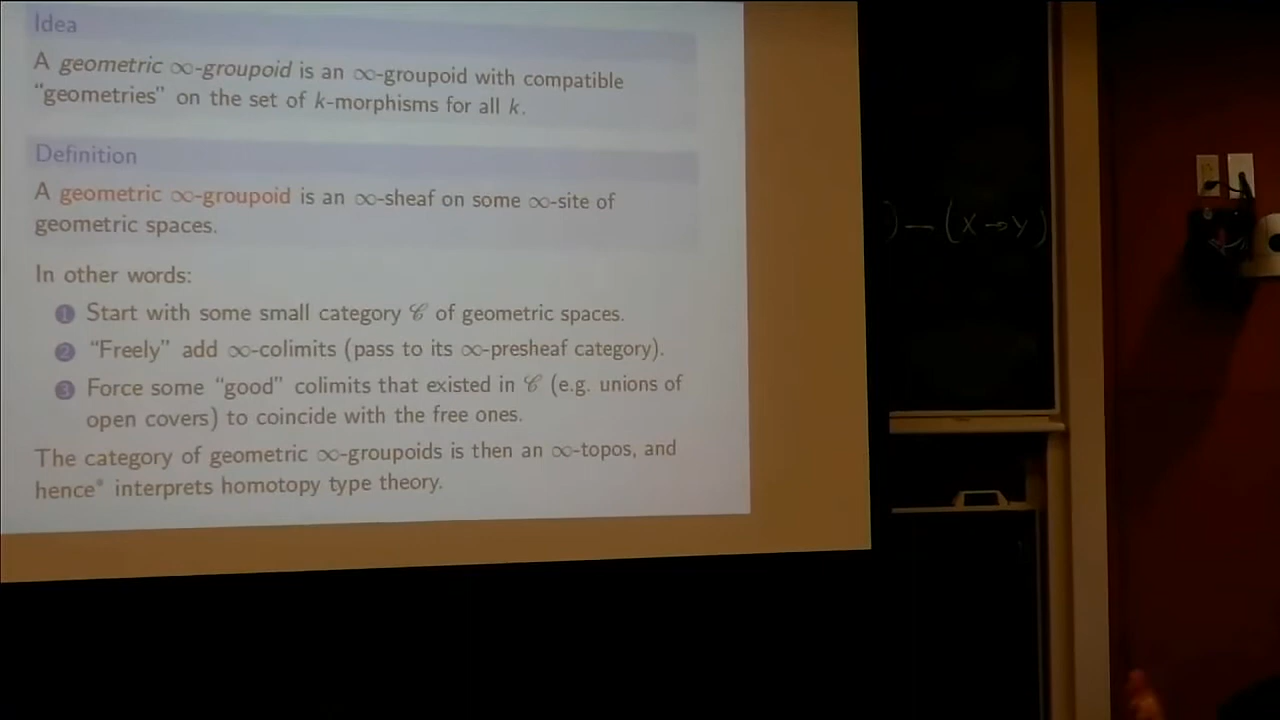 Idea
A geometric ∞-groupoid is an ∞-groupoid with compatible
"geometries" on the set of k-morphisms for all k.
Definition
A geometric ∞-groupoid is an ∞-sheaf on some ∞-site of
geometric spaces.
In other words:
1 Start with some small category 𝒞 of geometric spaces.
2 "Freely" add ∞-colimits (pass to its ∞-presheaf category).
3 Force some "good" colimits that existed in 𝒞 (e.g. unions of
open covers) to coincide with the free ones.
The category of geometric ∞-groupoids is then an ∞-topos, and
hence* interprets homotopy type theory.
) — (X→Y)